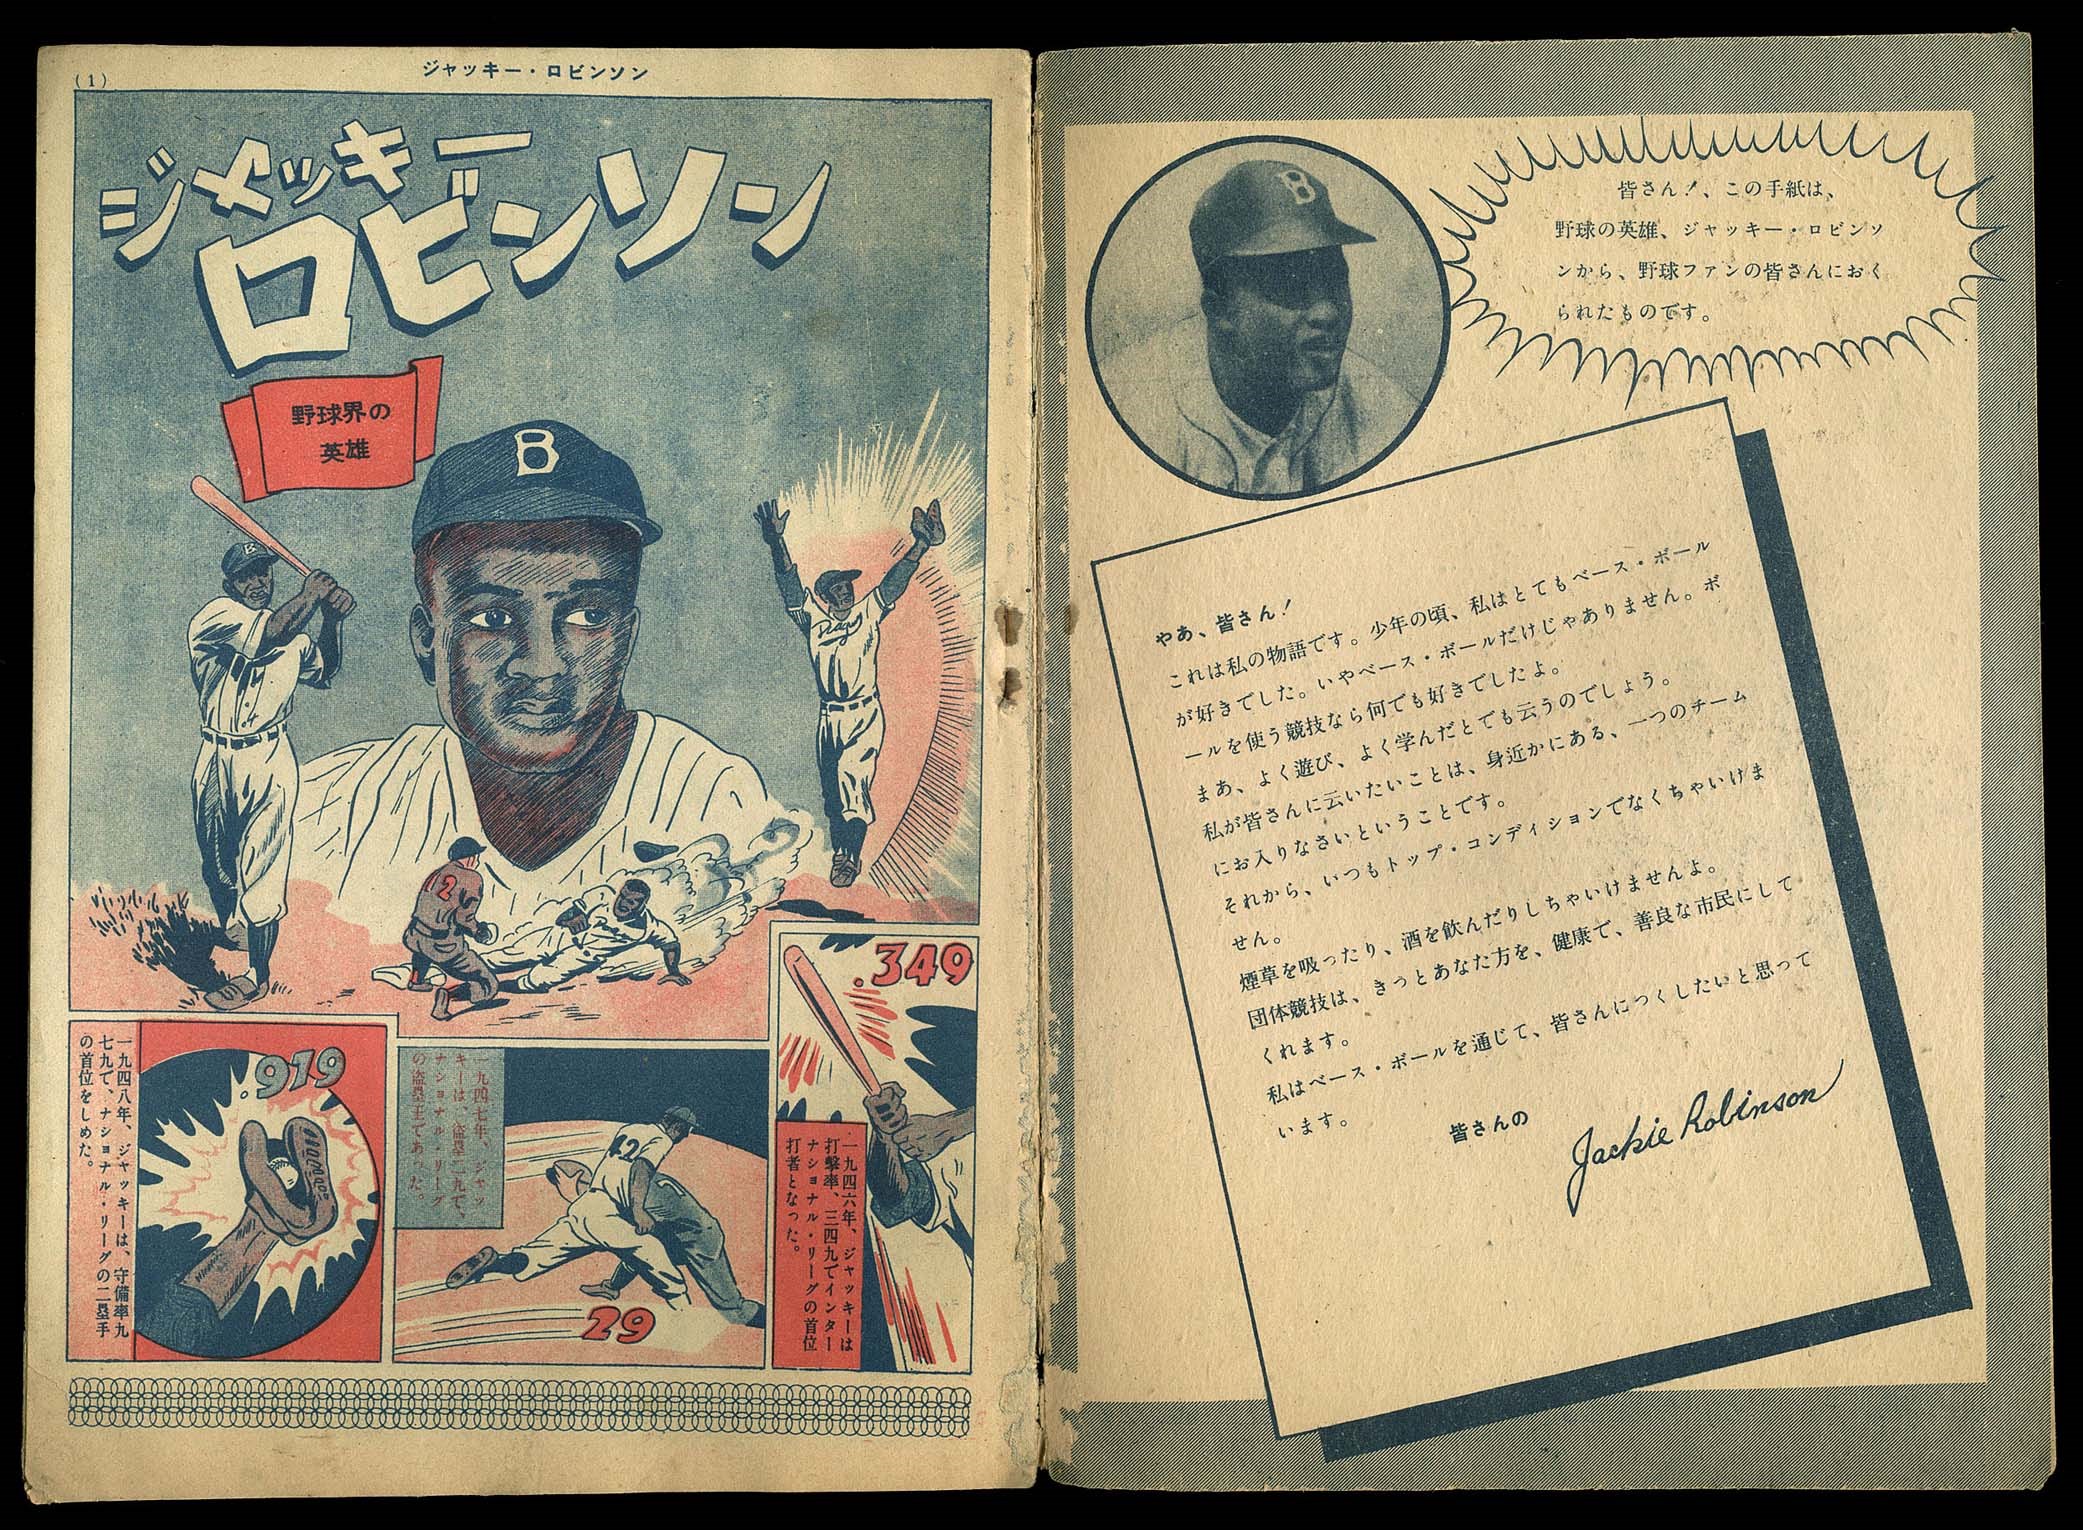 皆さん！、この手紙は、
野球の英雄、ジャッキー・ロビンソ
ンから、野球ファンの皆さんにおく
られたものです。
B
やあ、皆さん！
これは私の物語です。少年の頃、私はとてもベース・ボール
が好きでした。いやベース・ボールだけじゃありません。ボ
ールを使う競技なら何でも好きでしたよ。
まあ、よく遊び、よく学んだとでも云うのでしょう。
私が皆さんに云いたいことは、身近かにある、一つのチーム
にお入りなさいということです。
それから、いつもトップ・コンディションでなくちゃいけま
せん。
煙草を吸ったり、酒を飲んだりしちゃいけませんよ。
団体競技は、きっとあなた方を、健康で、善良な市民にして
くれます。
私はベース・ボールを通じて、皆さんにつくしたいと思って
います。
皆さんの
Jackie Robinson
(1)
ジャッキー・ロビンソン
ジャッキー
ロビンソン
野球界の
英雄
B
B
Dodgers
2
.349
一九四六年、ジャッキーは
打撃率、三四九でインター
ナショナル・リーグの首位
打者となった。
一九四七年、ジャッ
キーは、盗塁二九で、
ナショナル・リーグ
の盗塁王であった。
42
29
.979
一九四八年、ジャッキーは、守備率九
七九で、ナショナル・リーグの二塁手
の首位をしめた。